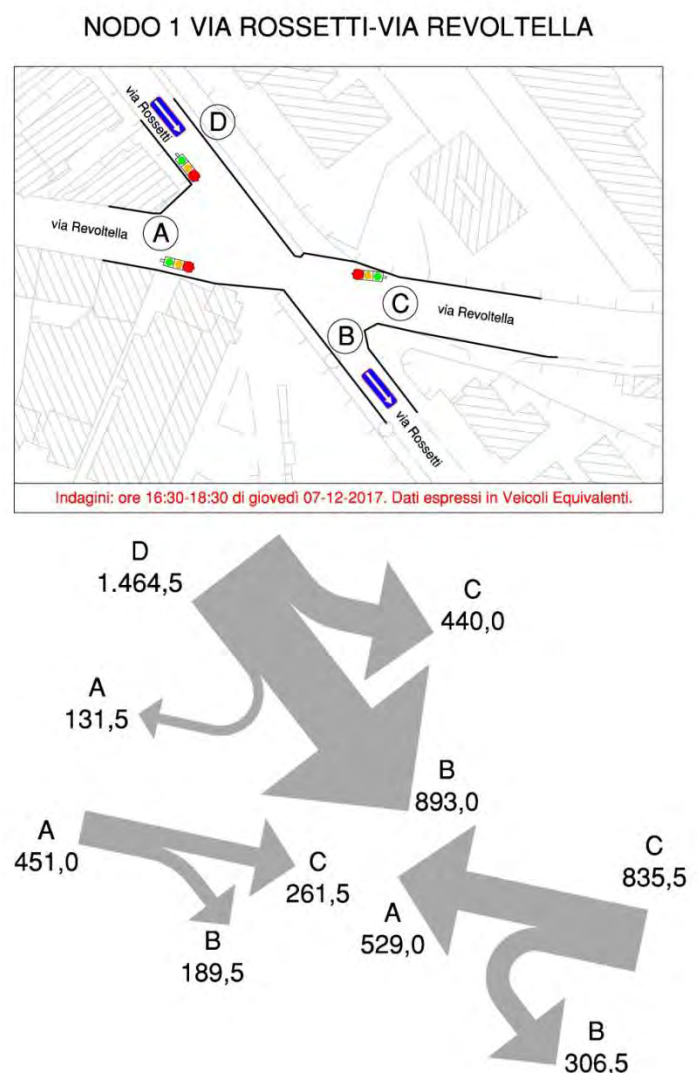 NODO 1 VIA ROSSETTI-VIA REVOLTELLA
via Rossetti
D
via Revoltella
A
C
via Revoltella
B
via Rossetti
Indagini: ore 16:30-18:30 di giovedì 07-12-2017. Dati espressi in Veicoli Equivalenti.
D
1.464,5
C
440,0
A
131,5
B
893,0
A
451,0
C
261,5
B
189,5
C
835,5
A
529,0
B
306,5